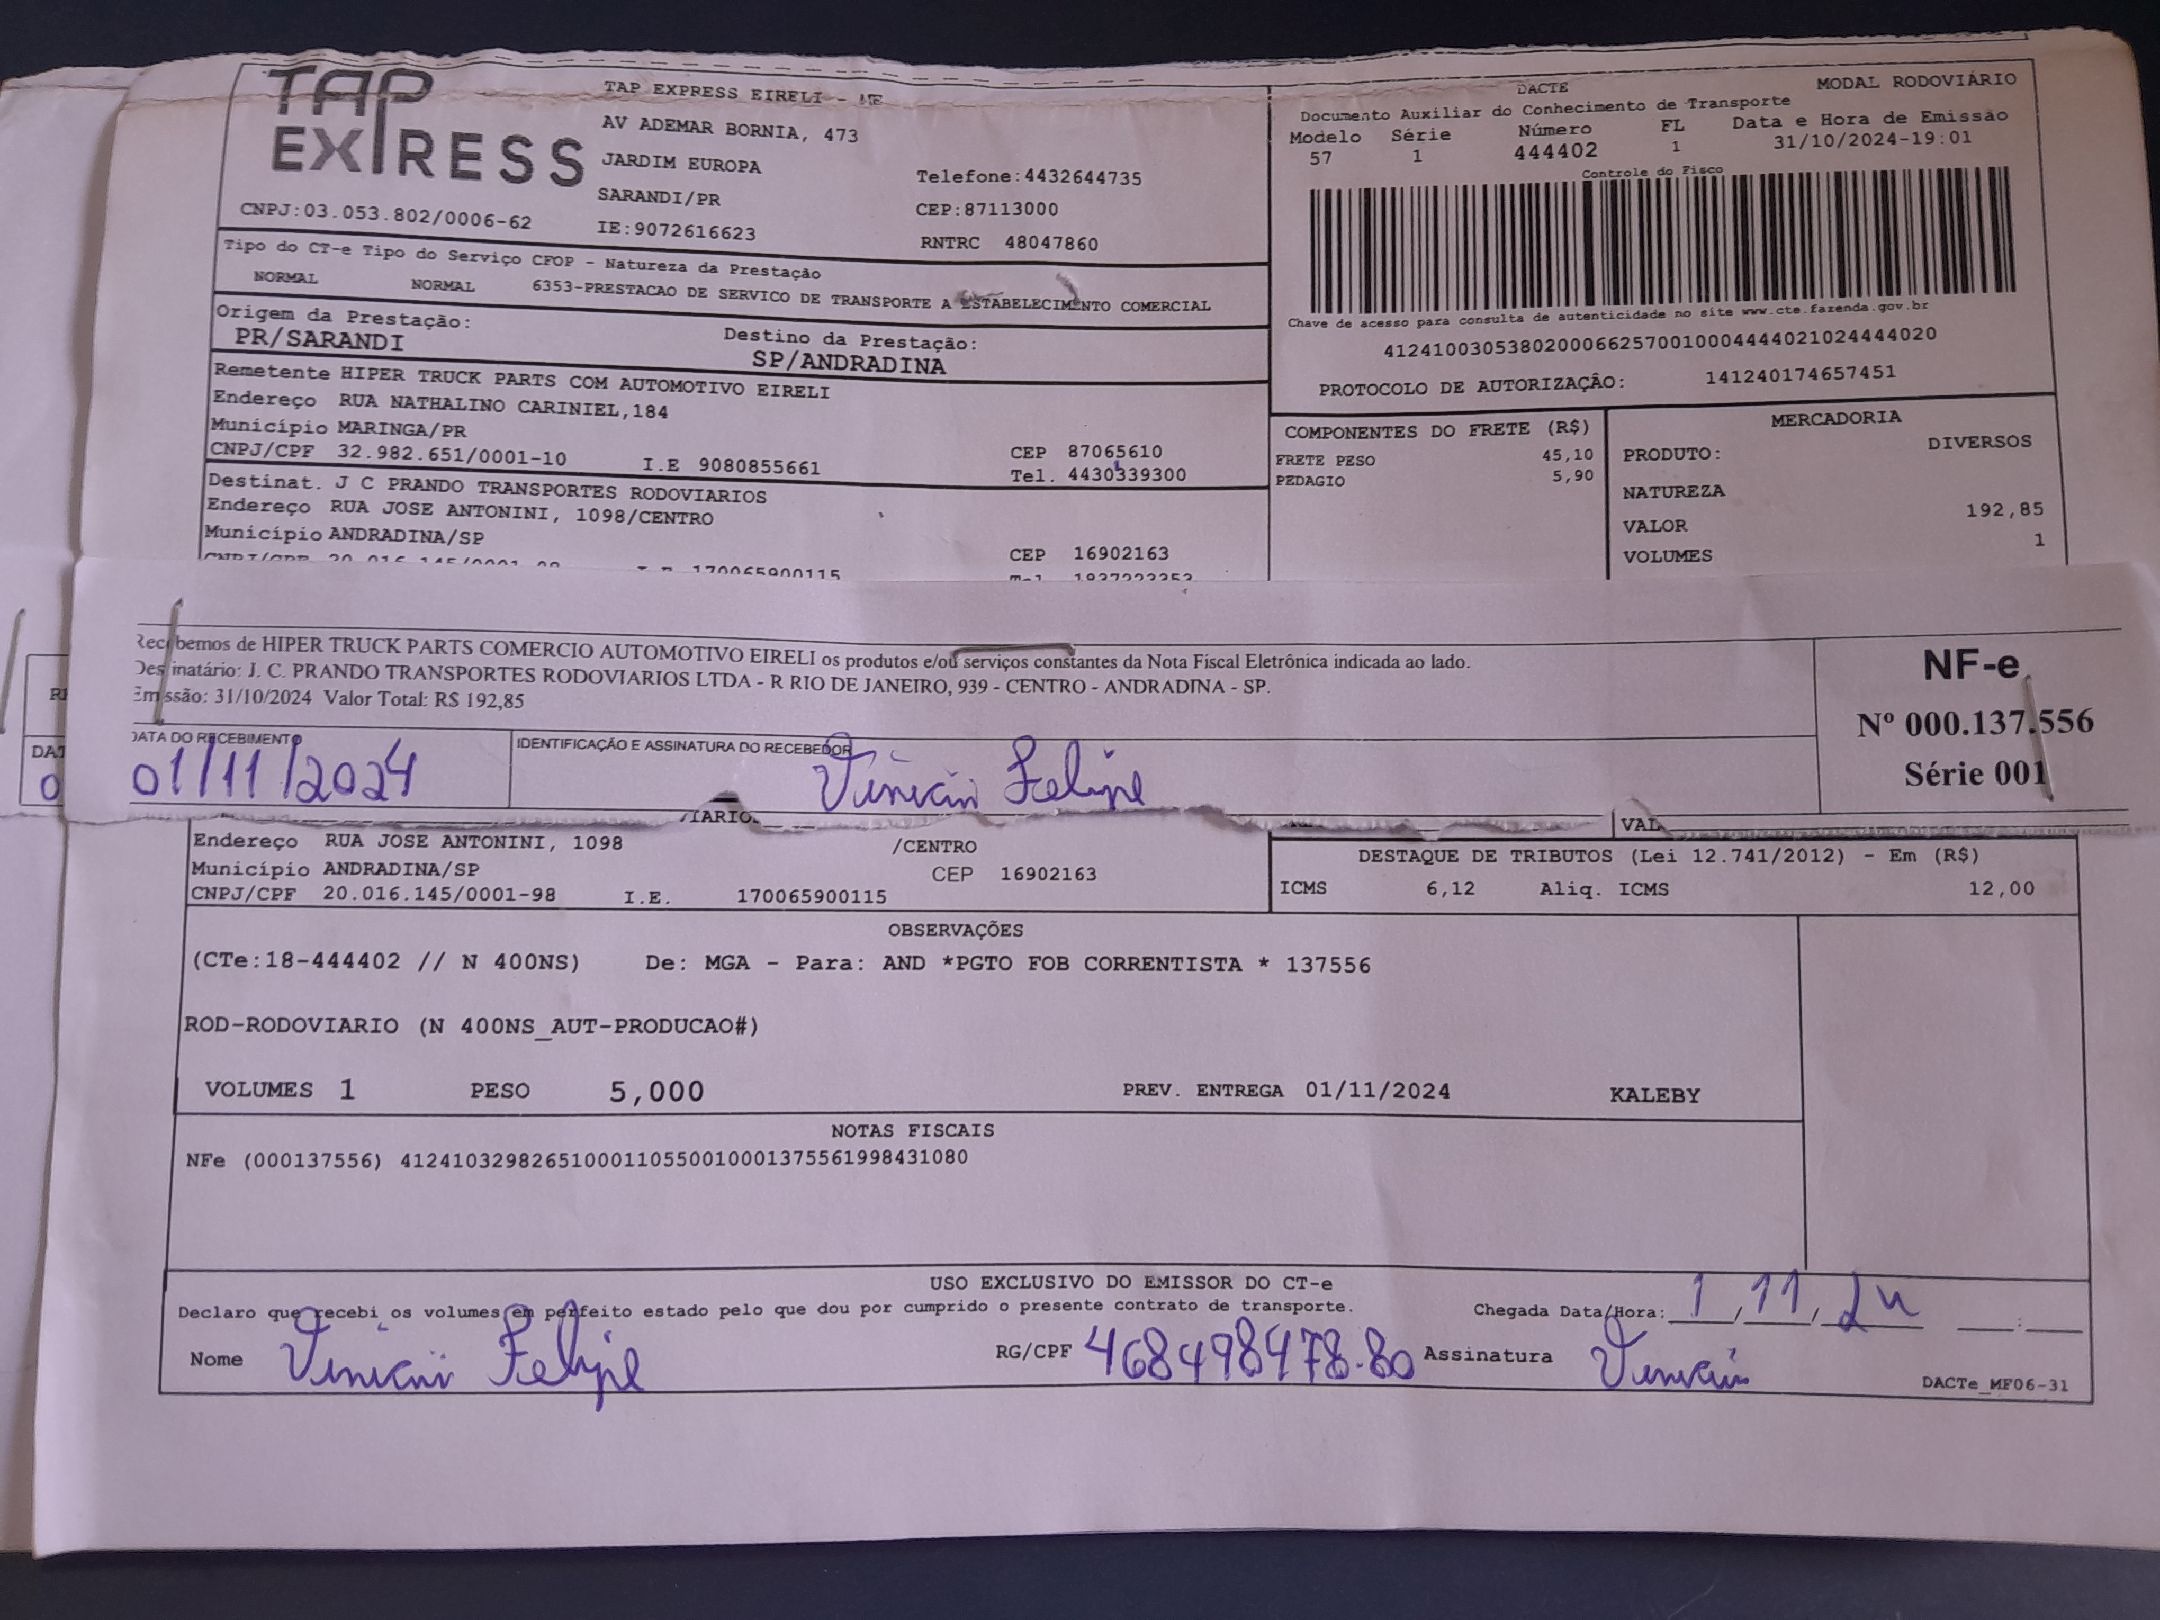 TAP EXPRESS
TAP EXPRESS EIRELI - ME
AV ADEMAR BORNIA, 473
JARDIM EUROPA
SARANDI/PR
Telefone:4432644735
CEP:87113000
CNPJ:03.053.802/0006-62
IE:9072616623
RNTRC 48047860
DACTE
MODAL RODOVIÁRIO
Documento Auxiliar do Conhecimento de Transporte
Modelo Série Número FL Data e Hora de Emissão
57 1 444402 1 31/10/2024-19:01
Controle do Fisco
Chave de acesso para consulta de autenticidade no site www.cte.fazenda.gov.br
41241003053802000662570010004444021024444020
PROTOCOLO DE AUTORIZAÇÂO: 141240174657451
Tipo do CT-e Tipo do Serviço CFOP - Natureza da Prestação
NORMAL NORMAL 6353-PRESTACAO DE SERVICO DE TRANSPORTE A ESTABELECIMENTO COMERCIAL
Origem da Prestação: Destino da Prestação:
PR/SARANDI SP/ANDRADINA
Remetente HIPER TRUCK PARTS COM AUTOMOTIVO EIRELI
Endereço RUA NATHALINO CARINIEL,184
Município MARINGA/PR CEP 87065610
CNPJ/CPF 32.982.651/0001-10 I.E 9080855661 Tel. 4430339300
Destinat. J C PRANDO TRANSPORTES RODOVIARIOS
Endereço RUA JOSE ANTONINI, 1098/CENTRO
Município ANDRADINA/SP CEP 16902163
CNPJ/CPF 20.016.145/0001-98 170065900115
COMPONENTES DO FRETE (R$)
FRETE PESO 45,10
PEDAGIO 5,90
MERCADORIA
PRODUTO: DIVERSOS
NATUREZA
VALOR 192,85
VOLUMES 1
Recebemos de HIPER TRUCK PARTS COMERCIO AUTOMOTIVO EIRELI os produtos e/ou serviços constantes da Nota Fiscal Eletrônica indicada ao lado.
Destinatário: J. C. PRANDO TRANSPORTES RODOVIARIOS LTDA - R RIO DE JANEIRO, 939 - CENTRO - ANDRADINA - SP.
Emissão: 31/10/2024 Valor Total: R$ 192,85
DATA DO RECEBIMENTO
01/11/2024
IDENTIFICAÇÃO E ASSINATURA DO RECEBEDOR
Vinicius Felipe
NF-e
Nº 000.137.556
Série 001
Endereço RUA JOSE ANTONINI, 1098 /CENTRO
Município ANDRADINA/SP CEP 16902163
CNPJ/CPF 20.016.145/0001-98 I.E. 170065900115
DESTAQUE DE TRIBUTOS (Lei 12.741/2012) - Em (R$)
ICMS 6,12 Aliq. ICMS 12,00
OBSERVAÇÕES
(CTe:18-444402 // N 400NS) De: MGA - Para: AND *PGTO FOB CORRENTISTA * 137556
ROD-RODOVIARIO (N 400NS_AUT-PRODUCAO#)
VOLUMES 1 PESO 5,000 PREV. ENTREGA 01/11/2024 KALEBY
NOTAS FISCAIS
NFe (000137556) 41241032982651000110550010001375561998431080
USO EXCLUSIVO DO EMISSOR DO CT-e
Declaro que recebi os volumes em perfeito estado pelo que dou por cumprido o presente contrato de transporte. Chegada Data/Hora: 1/11/24
Nome Vinicius Felipe RG/CPF 468498478.80 Assinatura Vinicius
DACTe_MF06-31